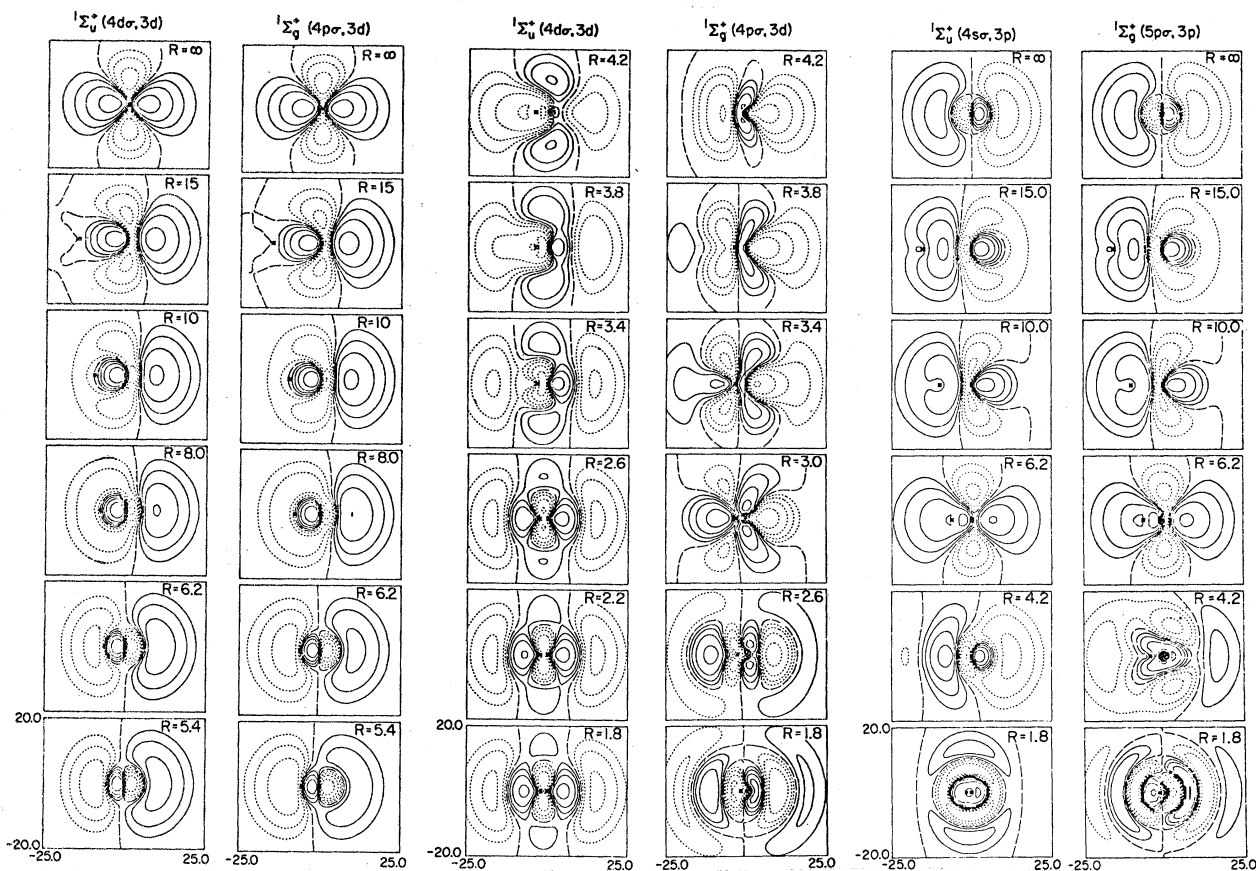 ¹Σᵤ⁺ (4dσ, 3d)
¹Σg⁺ (4pσ, 3d)
¹Σᵤ⁺ (4dσ, 3d)
¹Σg⁺ (4pσ, 3d)
¹Σᵤ⁺ (4sσ, 3p)
¹Σg⁺ (5pσ, 3p)
R=∞
R=∞
R=4.2
R=4.2
R=∞
R=∞
R=15
R=15
R=3.8
R=3.8
R=15.0
R=15.0
R=10
R=10
R=3.4
R=3.4
R=10.0
R=10.0
R=8.0
R=8.0
R=2.6
R=3.0
R=6.2
R=6.2
R=6.2
R=6.2
R=2.2
R=2.6
R=4.2
R=4.2
20.0
R=5.4
R=5.4
20.0
R=1.8
R=1.8
20.0
R=1.8
R=1.8
-20.0
-20.0
-20.0
-25.0
25.0
-25.0
25.0
-25.0
25.0
-25.0
25.0
-25.0
25.0
-25.0
25.0